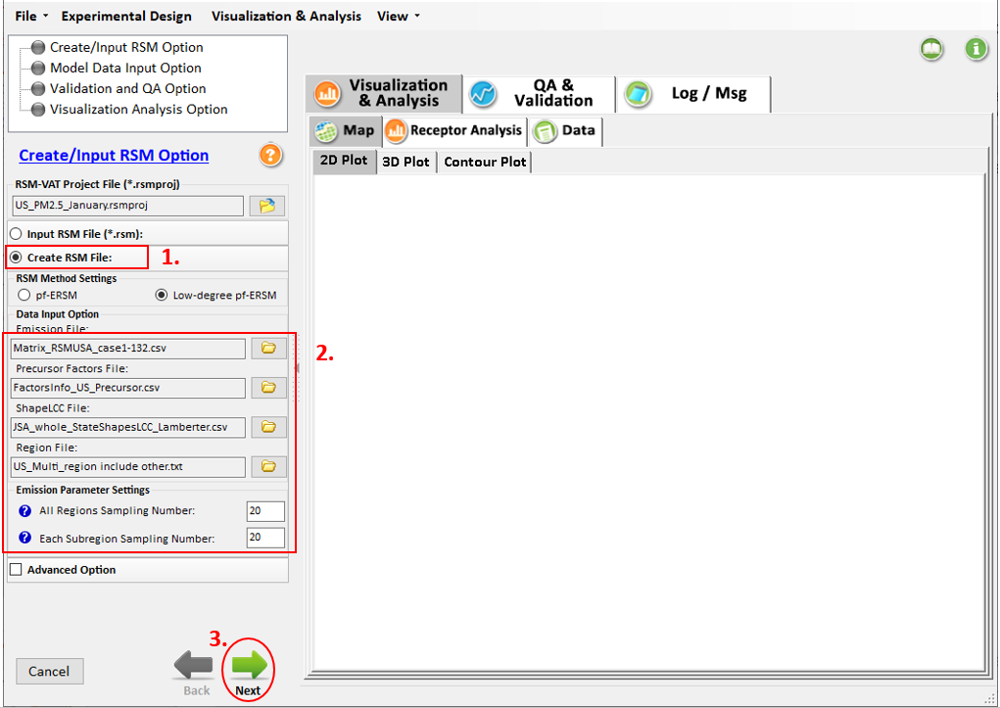 File Experimental Design Visualization & Analysis View
Create/Input RSM Option
Model Data Input Option
Validation and QA Option
Visualization Analysis Option
Create/Input RSM Option
?
RSM-VAT Project File (*.rsmproj)
US_PM2.5_January.rsmproj
Input RSM File (*.rsm):
Create RSM File:
1.
RSM Method Settings
pf-ERSM Low-degree pf-ERSM
Data Input Option
Emission File:
Matrix_RSMUSA_case1-132.csv
2.
Precursor Factors File:
FactorsInfo_US_Precursor.csv
ShapeLCC File:
JSA_whole_StateShapesLCC_Lamberter.csv
Region File:
US_Multi_region include other.txt
Emission Parameter Settings
? All Regions Sampling Number: 20
? Each Subregion Sampling Number: 20
Advanced Option
3.
Cancel
Back
Next
i
Visualization
& Analysis
QA &
Validation
Log / Msg
Map Receptor Analysis Data
2D Plot 3D Plot Contour Plot